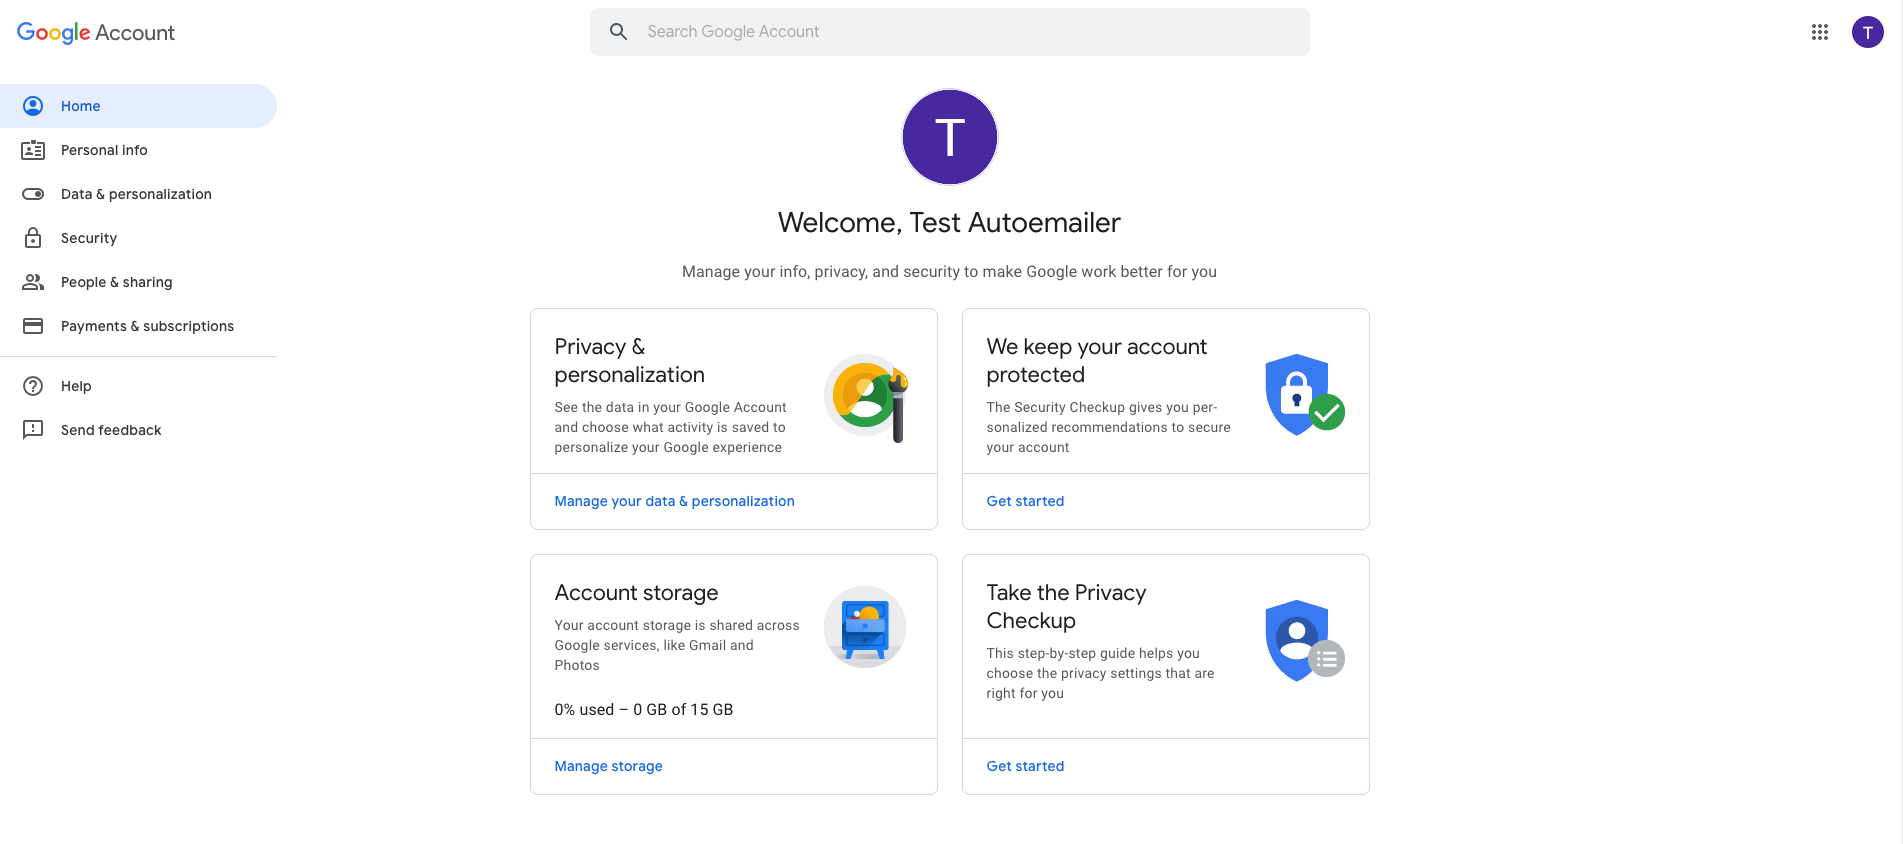 Google Account
Search Google Account
T
Home
Personal info
Data & personalization
Security
People & sharing
Payments & subscriptions
Help
Send feedback
T
Welcome, Test Autoemailer
Manage your info, privacy, and security to make Google work better for you
Privacy &
personalization
See the data in your Google Account
and choose what activity is saved to
personalize your Google experience
Manage your data & personalization
We keep your account
protected
The Security Checkup gives you per-
sonalized recommendations to secure
your account
Get started
Account storage
Your account storage is shared across
Google services, like Gmail and
Photos
0% used – 0 GB of 15 GB
Manage storage
Take the Privacy
Checkup
This step-by-step guide helps you
choose the privacy settings that are
right for you
Get started